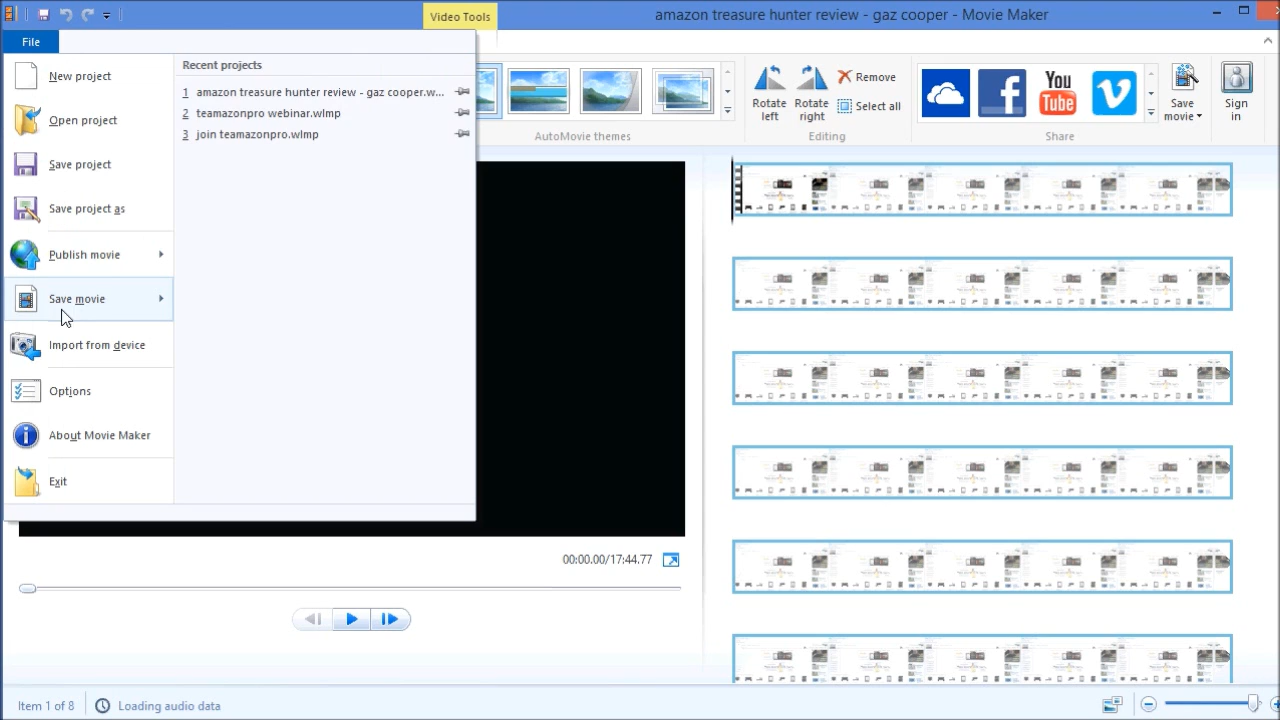 Video Tools
amazon treasure hunter review - gaz cooper - Movie Maker
File
New project
Open project
Save project
Save project as
Publish movie
Save movie
Import from device
Options
About Movie Maker
Exit
Recent projects
1 amazon treasure hunter review - gaz cooper.w...
2 teamazonpro webinar.wlmp
3 join teamazonpro.wlmp
AutoMovie themes
Rotate
left
Rotate
right
Remove
Select all
Editing
You
Tube
Share
Save
movie
Sign
in
00:00.00/17:44.77
Item 1 of 8
Loading audio data